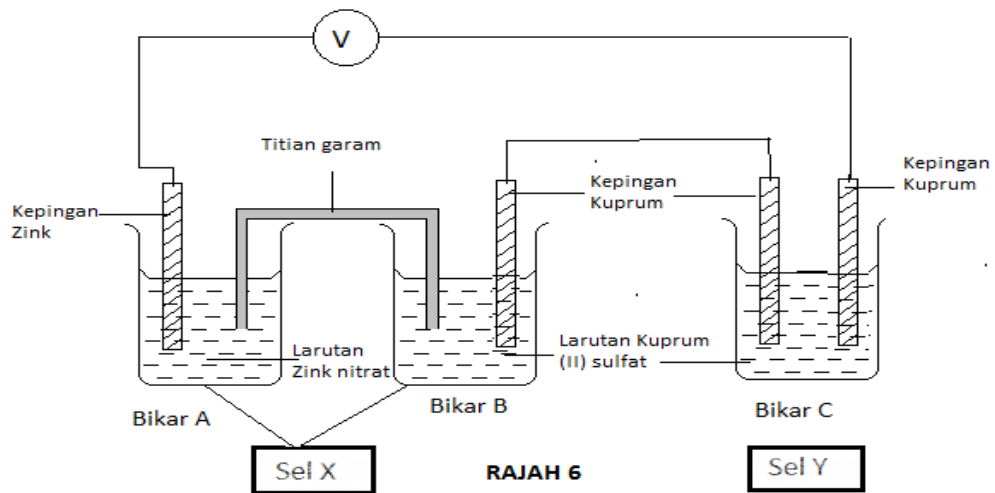 V
Titian garam
Kepingan
Zink
Kepingan
Kuprum
Kepingan
Kuprum
Larutan
Zink nitrat
Larutan Kuprum
(II) sulfat
Bikar A
Bikar B
Bikar C
Sel X
RAJAH 6
Sel Y